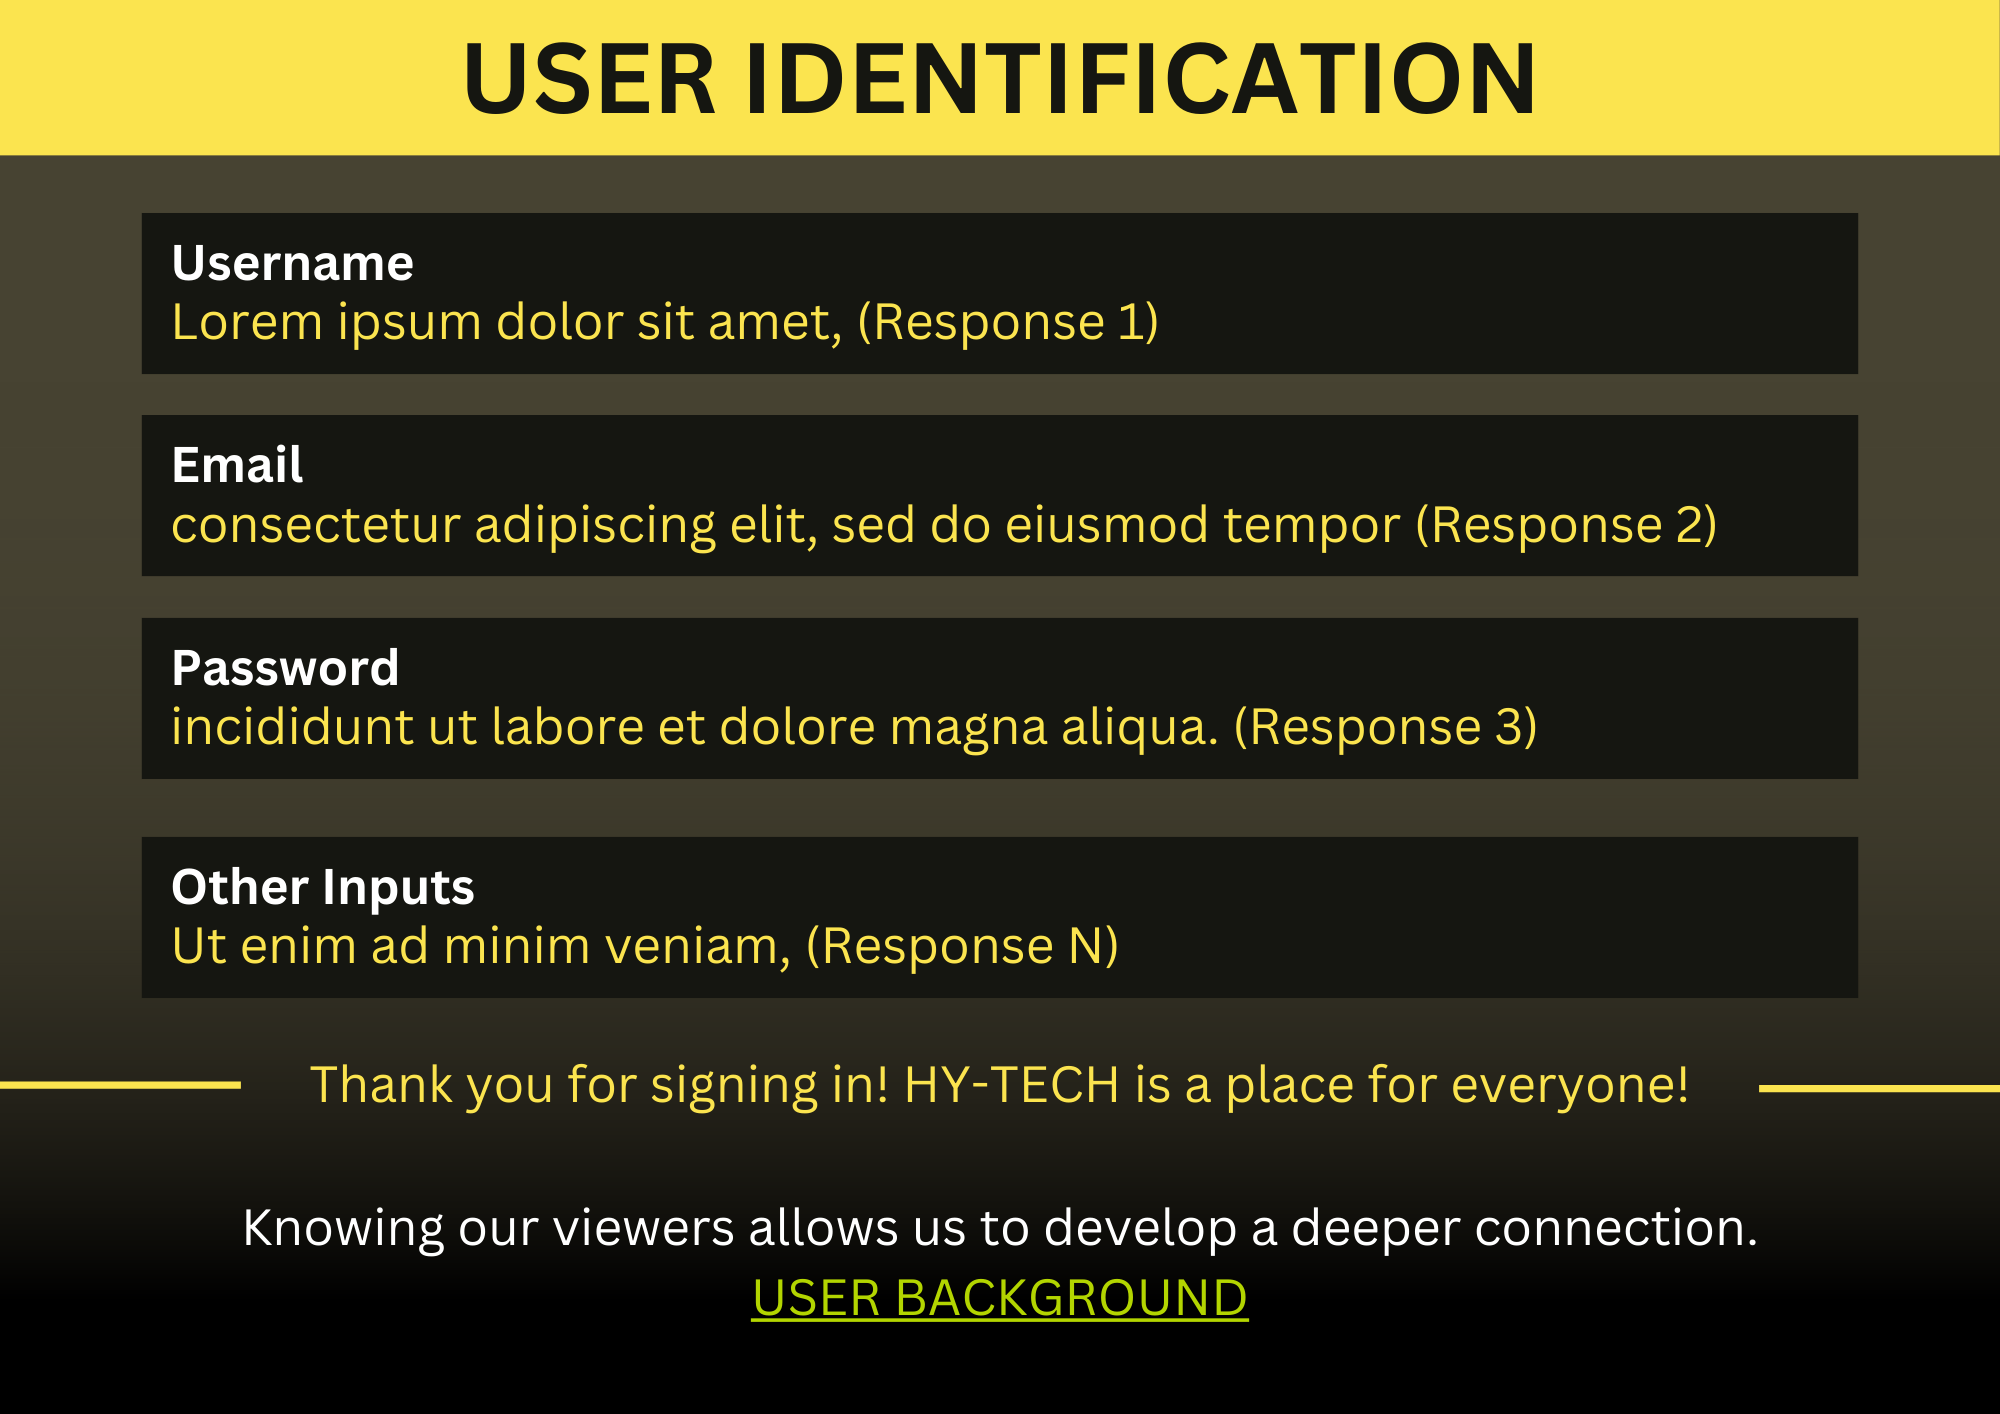 USER IDENTIFICATION
Username
Lorem ipsum dolor sit amet, (Response 1)
Email
consectetur adipiscing elit, sed do eiusmod tempor (Response 2)
Password
incididunt ut labore et dolore magna aliqua. (Response 3)
Other Inputs
Ut enim ad minim veniam, (Response N)
Thank you for signing in! HY-TECH is a place for everyone!
Knowing our viewers allows us to develop a deeper connection.
USER BACKGROUND